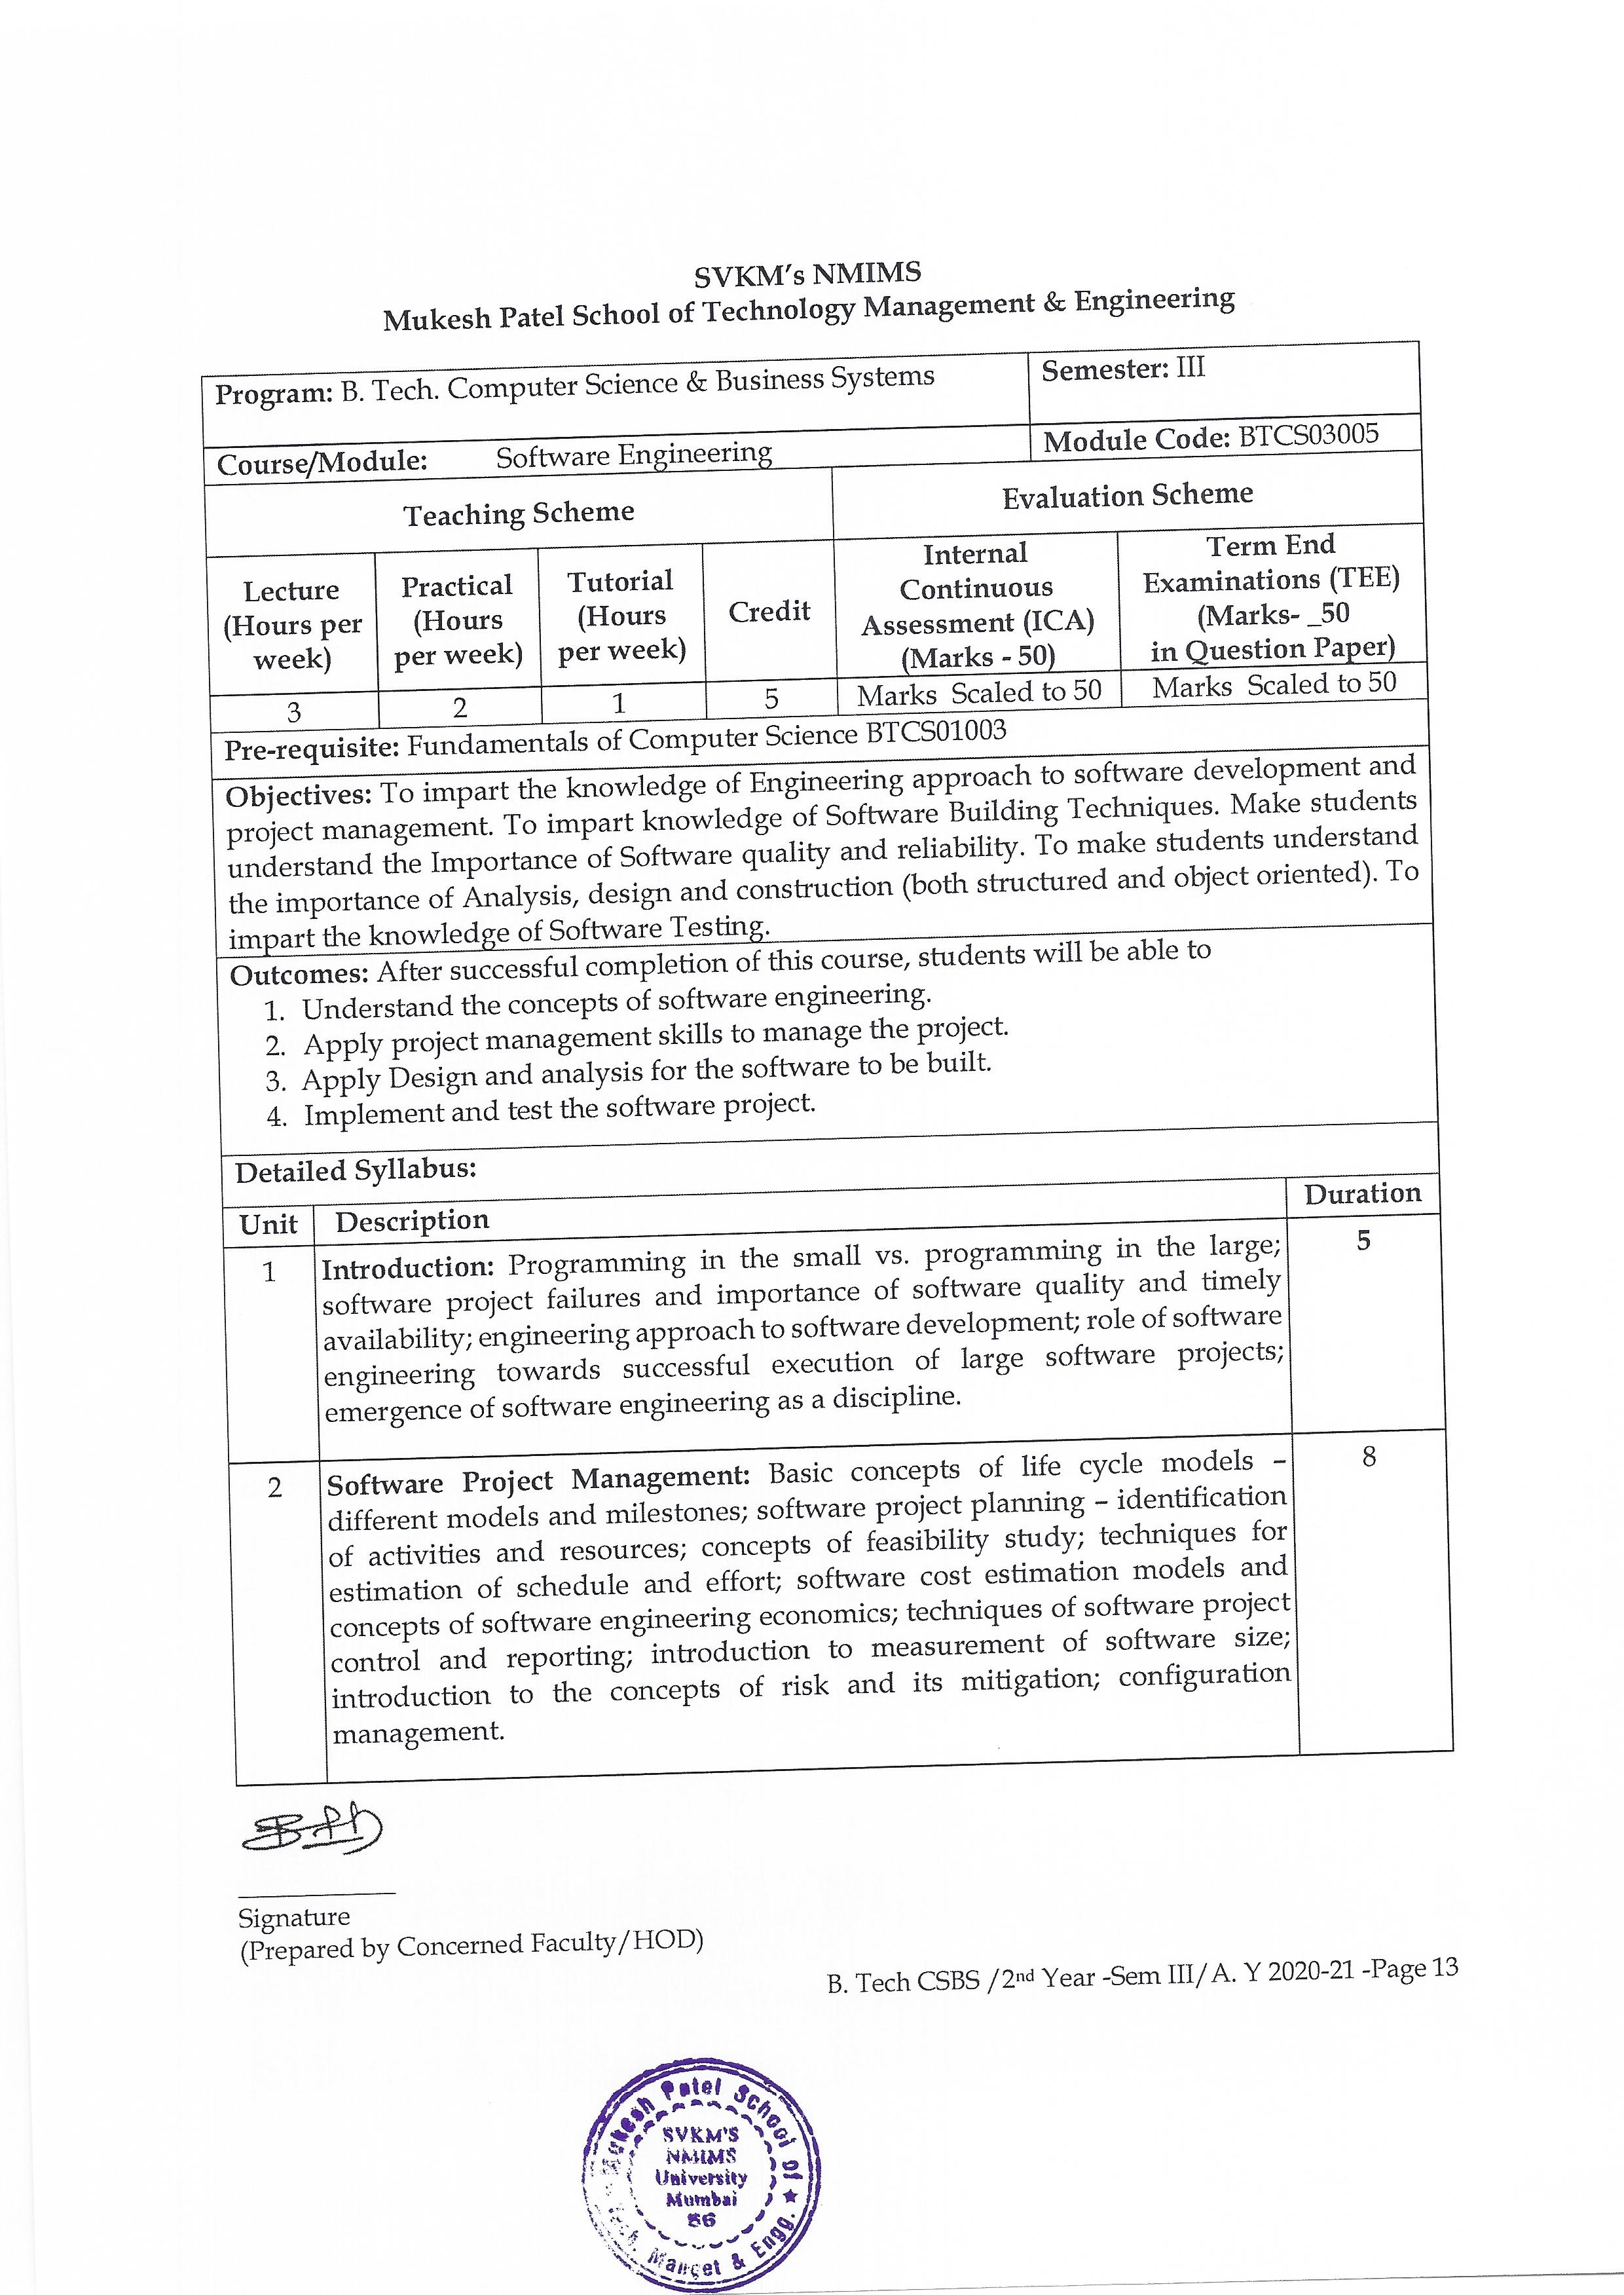 SVKM's NMIMS
Mukesh Patel School of Technology Management & Engineering
Program: B. Tech. Computer Science & Business Systems
Semester: III
Course/Module: Software Engineering
Module Code: BTCS03005
Teaching Scheme
Evaluation Scheme
Lecture
(Hours per
week)
Practical
(Hours
per week)
Tutorial
(Hours
per week)
Credit
Internal
Continuous
Assessment (ICA)
(Marks - 50)
Term End
Examinations (TEE)
(Marks- _50
in Question Paper)
3
2
1
5
Marks Scaled to 50
Marks Scaled to 50
Pre-requisite: Fundamentals of Computer Science BTCS01003
Objectives: To impart the knowledge of Engineering approach to software development and
project management. To impart knowledge of Software Building Techniques. Make students
understand the Importance of Software quality and reliability. To make students understand
the importance of Analysis, design and construction (both structured and object oriented). To
impart the knowledge of Software Testing.
Outcomes: After successful completion of this course, students will be able to
1. Understand the concepts of software engineering.
2. Apply project management skills to manage the project.
3. Apply Design and analysis for the software to be built.
4. Implement and test the software project.
Detailed Syllabus:
Unit
Description
Duration
1
Introduction: Programming in the small vs. programming in the large;
software project failures and importance of software quality and timely
availability; engineering approach to software development; role of software
engineering towards successful execution of large software projects;
emergence of software engineering as a discipline.
5
2
Software Project Management: Basic concepts of life cycle models –
different models and milestones; software project planning – identification
of activities and resources; concepts of feasibility study; techniques for
estimation of schedule and effort; software cost estimation models and
concepts of software engineering economics; techniques of software project
control and reporting; introduction to measurement of software size;
introduction to the concepts of risk and its mitigation; configuration
management.
8
Signature
(Prepared by Concerned Faculty/HOD)
B. Tech CSBS /2nd Year -Sem III/A. Y 2020-21 -Page 13
Mukesh Patel School of
Tech. Manget & Engg.
SVKM'S
NMIMS
University
Mumbai
56